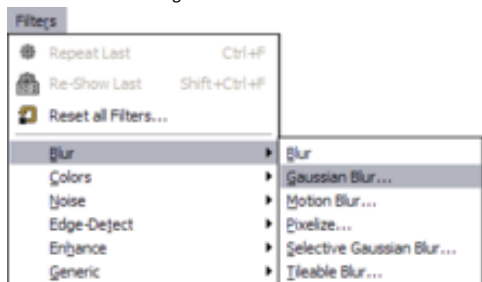 Filters
Repeat Last Ctrl+F
Re-Show Last Shift+Ctrl+F
Reset all Filters...
Blur
Colors
Noise
Edge-Detect
Enhance
Generic
Blur
Gaussian Blur...
Motion Blur...
Pixelize...
Selective Gaussian Blur...
Tileable Blur...